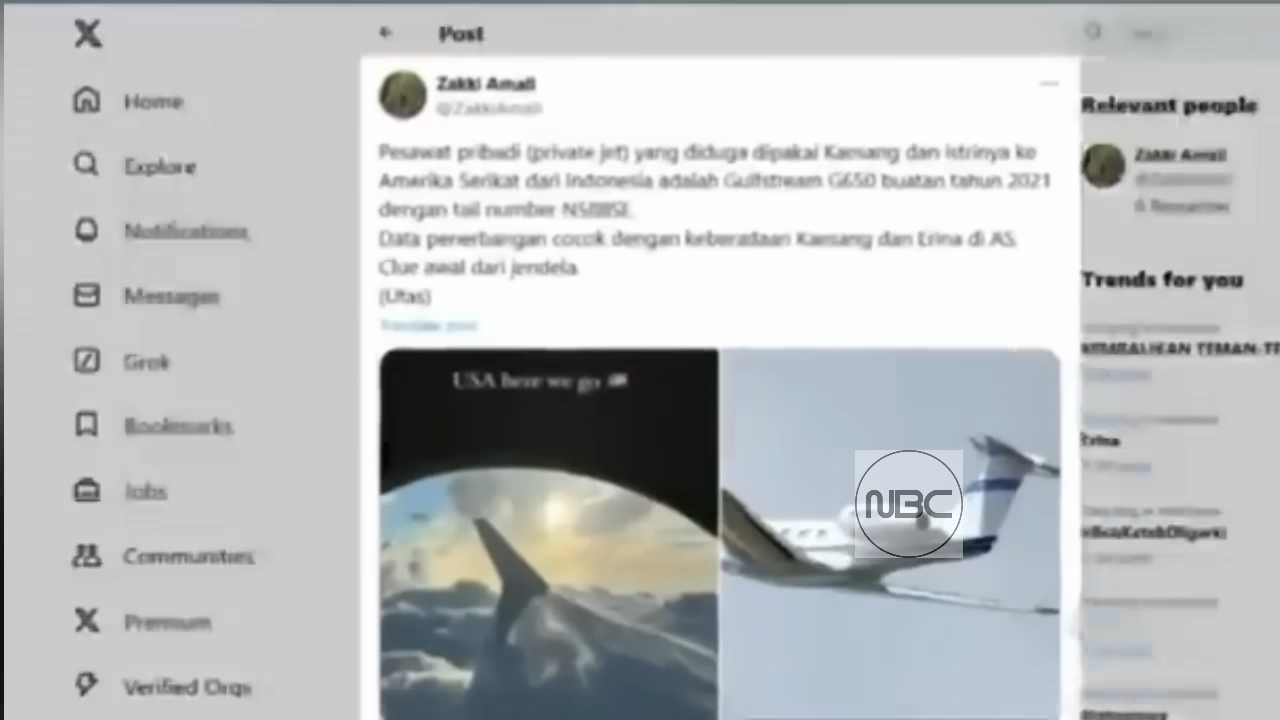 Post
Zakki Amali
@ZakkiAmali
Pesawat pribadi (private jet) yang diduga dipakai Kaesang dan istrinya ke
Amerika Serikat dari Indonesia adalah Gulfstream G650 buatan tahun 2021
dengan tail number
Data penerbangan cocok dengan keberadaan Kaesang dan Erina di AS.
Clue awal dari jendela.
(Utas)
Translate post
USA here we go
NBC
Home
Explore
Notifications
Messages
Grok
Bookmarks
Jobs
Communities
Premium
Verified Orgs
Relevant people
Zakki Amali
Trends for you
Erina